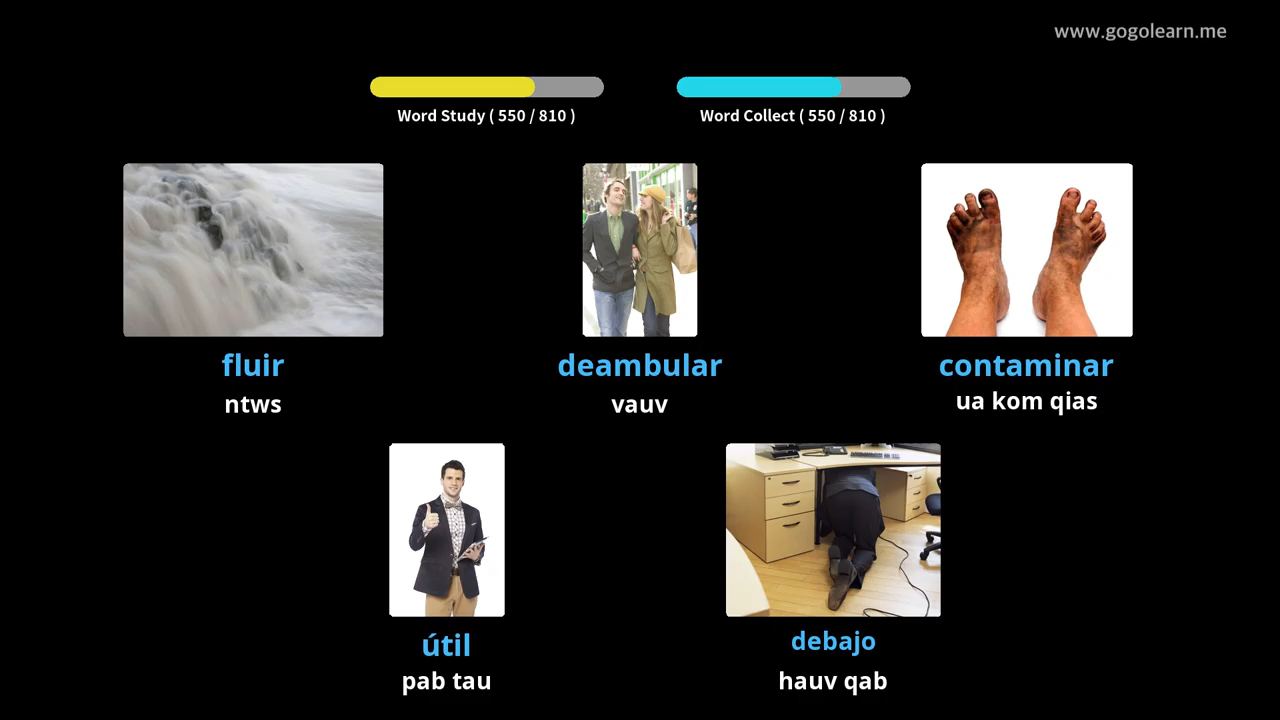 www.gogolearn.me
Word Study ( 550 / 810 )
Word Collect ( 550 / 810 )
fluir
ntws
deambular
vauv
contaminar
ua kom qias
útil
pab tau
debajo
hauv qab